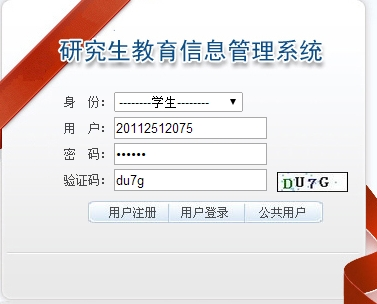 研究生教育信息管理系统
身 份： --------学生--------
用 户： 20112512075
密 码： ••••••
验证码： du7g DU7G
用户注册 用户登录 公共用户